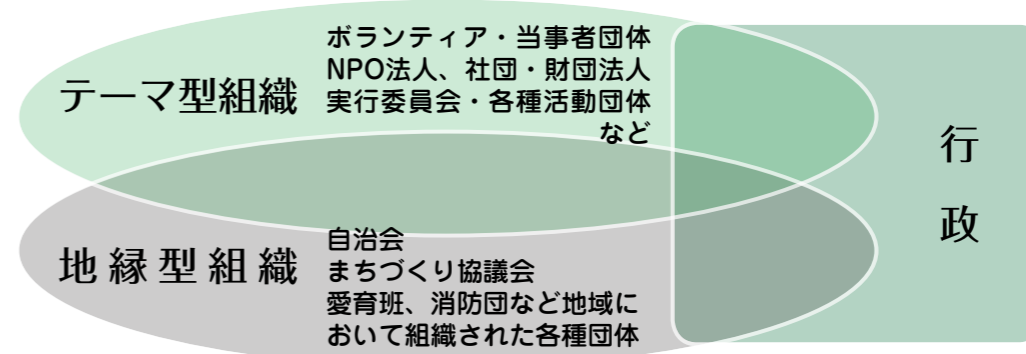 テーマ型組織
ボランティア・当事者団体
NPO法人、社団・財団法人
実行委員会・各種活動団体
など
地縁型組織
自治会
まちづくり協議会
愛育班、消防団など地域に
おいて組織された各種団体
行政